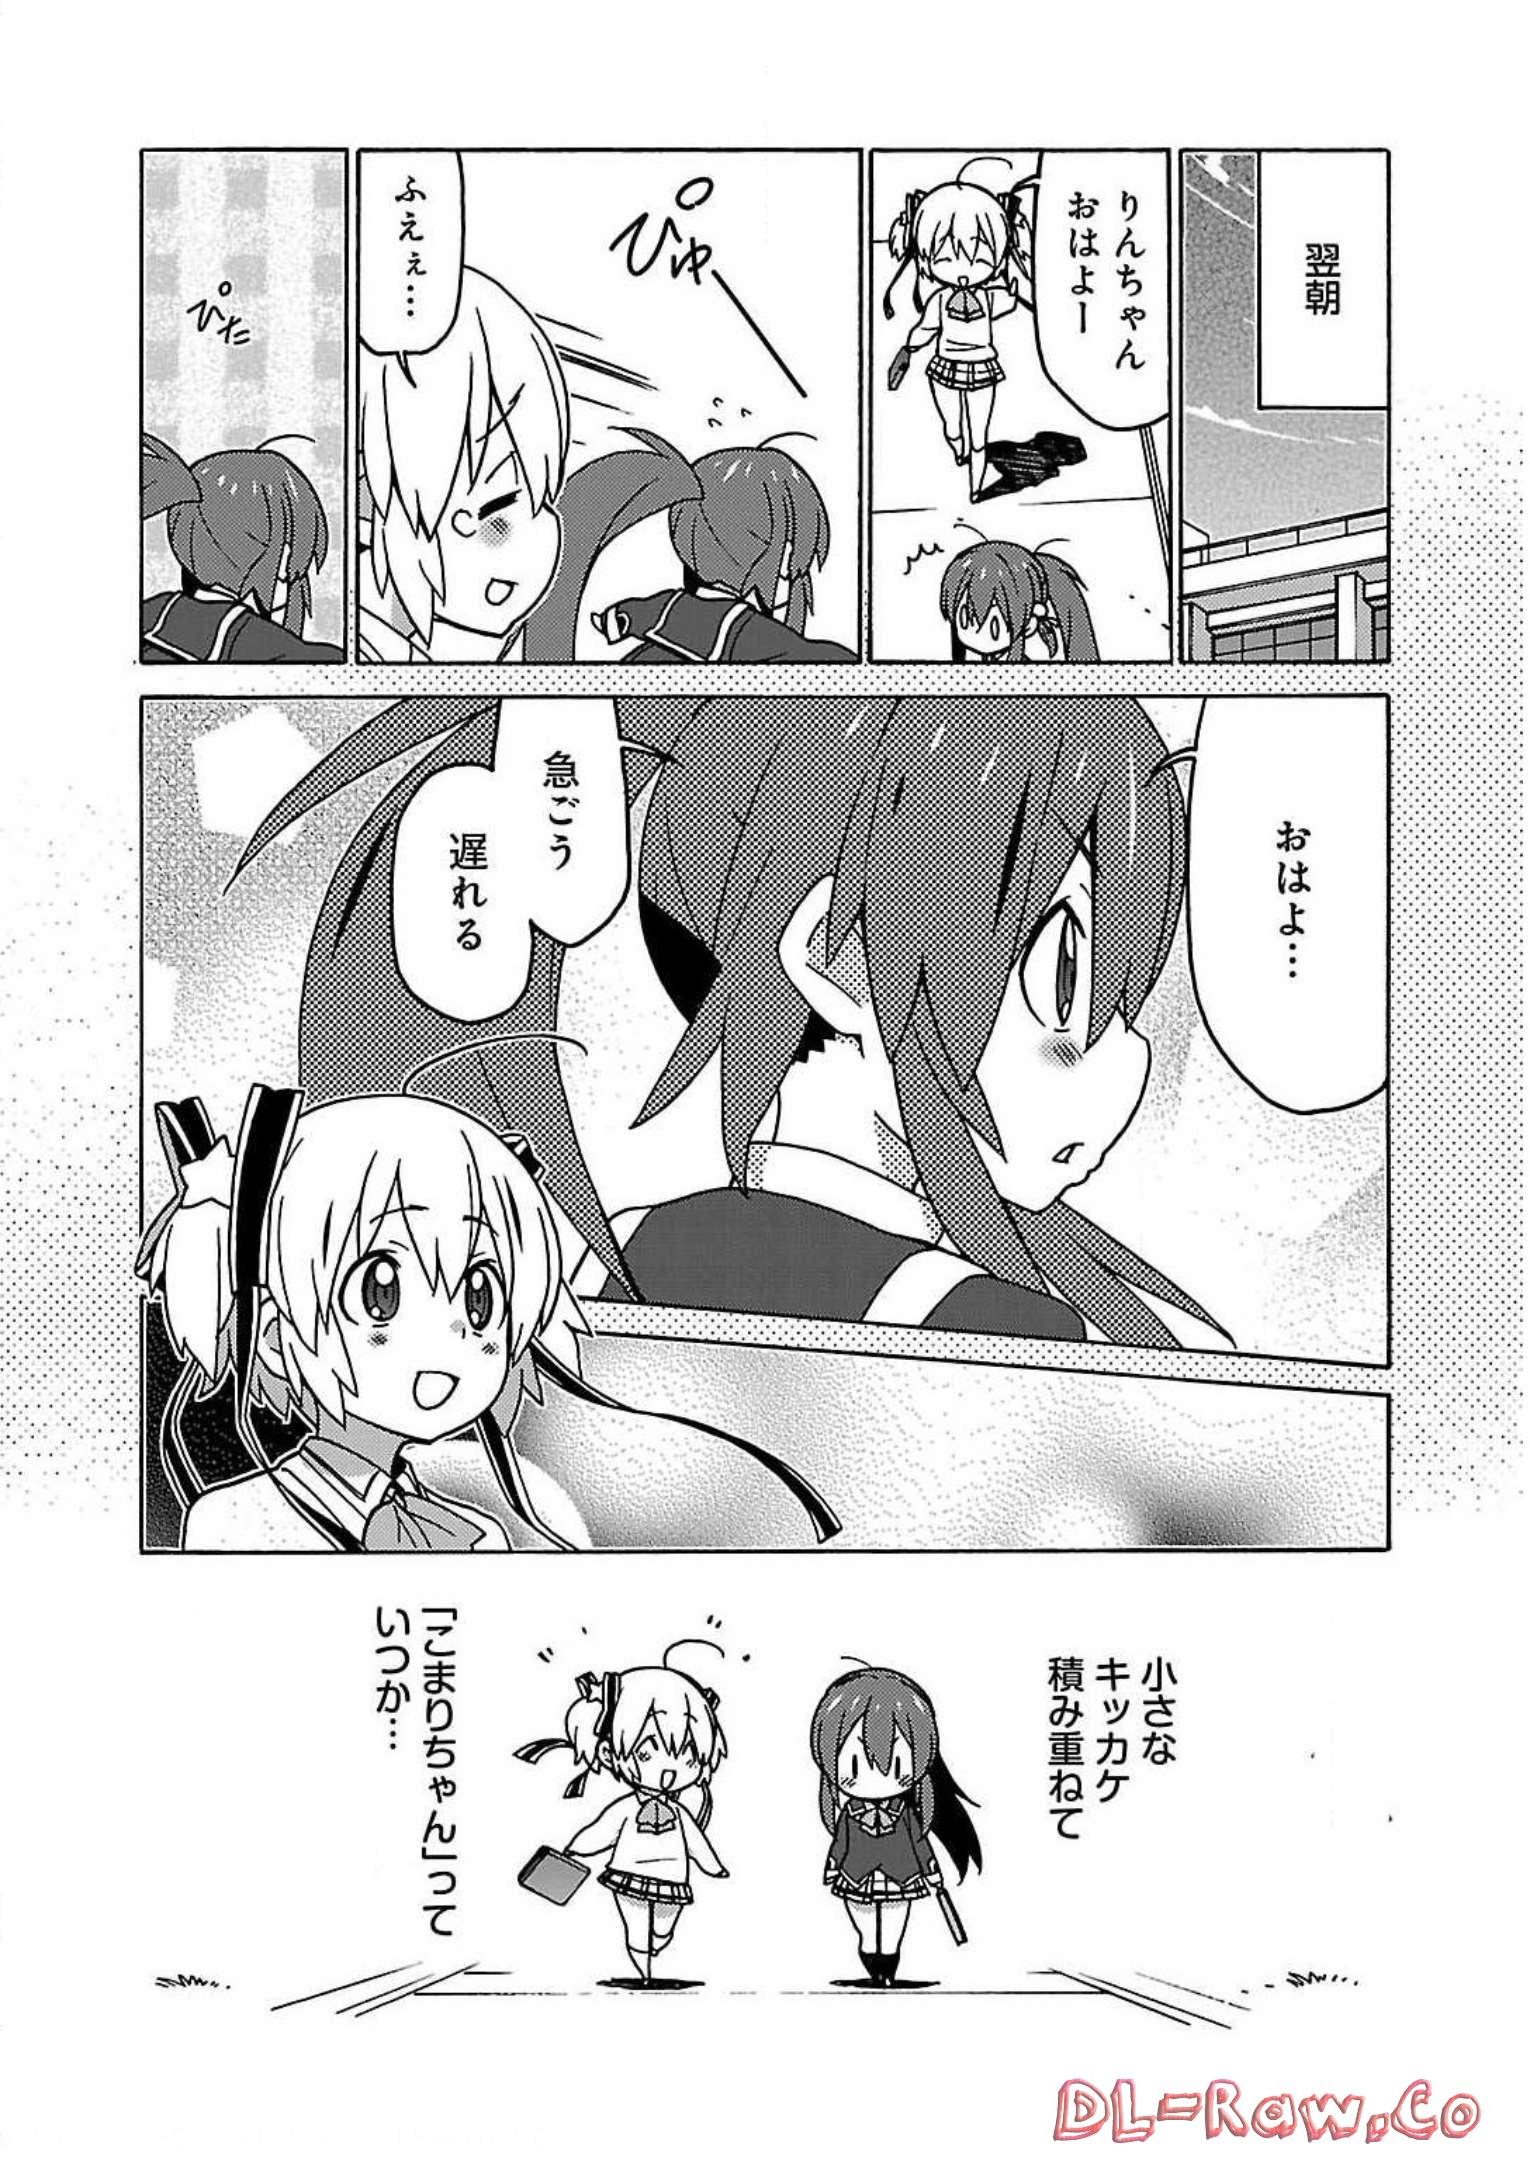 翌朝
りんちゃん
おはよー
ぴゅー
ふえぇ…
ぴた
おはよ…
急ごう
遅れる
小さな
キッカケ
積み重ねて
「こまりちゃん」って
いつか…
DL-Raw.Co